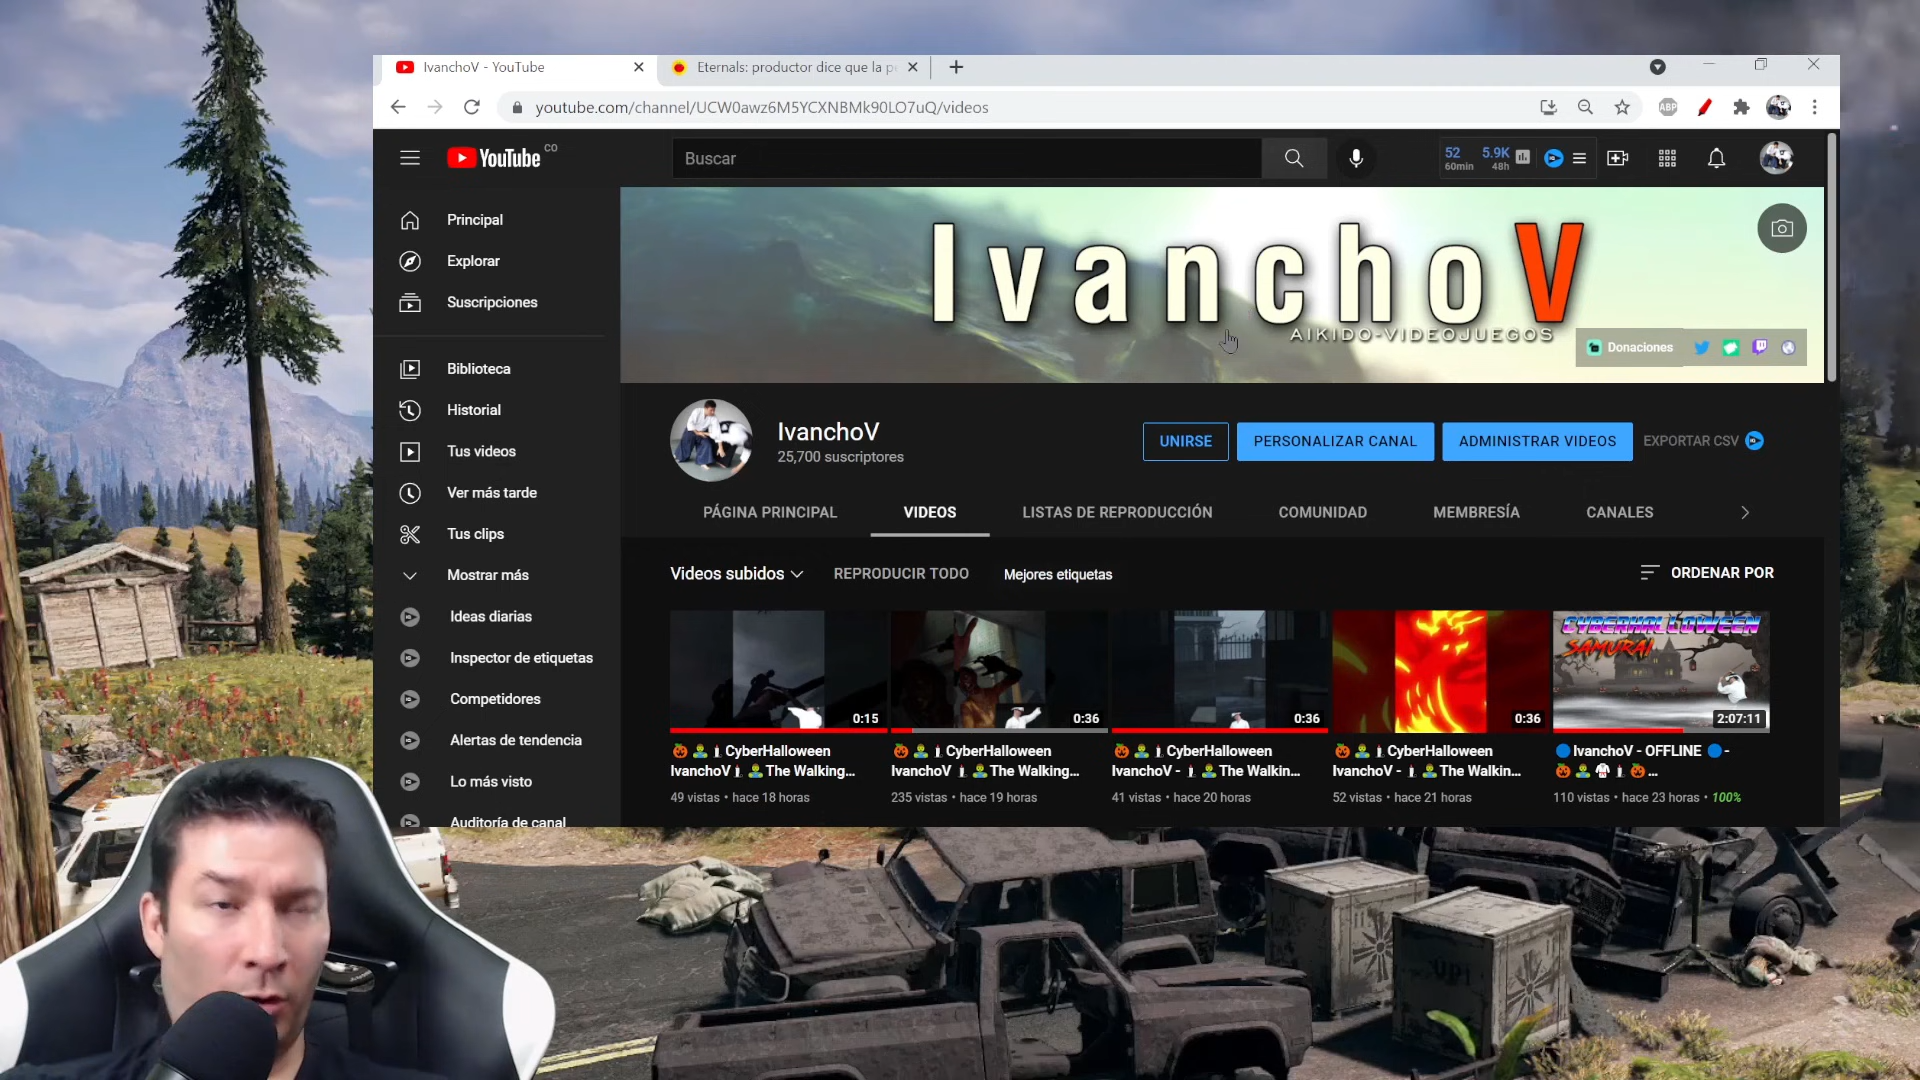 IvanchoV - YouTube
Eternals: productor dice que la p
youtube.com/channel/UCW0awz6M5YCXNBMk90LO7uQ/videos
ABP
YouTube CO
Buscar
52 60min 5.9K 48h
IvanchoV
AIKIDO-VIDEOJUEGOS
Donaciones
Principal
Explorar
Suscripciones
Biblioteca
Historial
Tus videos
Ver más tarde
Tus clips
Mostrar más
Ideas diarias
Inspector de etiquetas
Competidores
Alertas de tendencia
Lo más visto
Auditoría de canal
IvanchoV
25,700 suscriptores
UNIRSE
PERSONALIZAR CANAL
ADMINISTRAR VIDEOS
EXPORTAR CSV
PÁGINA PRINCIPAL
VIDEOS
LISTAS DE REPRODUCCIÓN
COMUNIDAD
MEMBRESÍA
CANALES
Videos subidos
REPRODUCIR TODO
Mejores etiquetas
ORDENAR POR
0:15
0:36
0:36
0:36
CYBERHALLOWEEN
SAMURAI
2:07:11
🎃🧟‍♂️🕯CyberHalloween
IvanchoV🕯🧟‍♂️The Walking...
49 vistas • hace 18 horas
🎃🧟‍♂️🕯CyberHalloween
IvanchoV 🕯🧟‍♂️The Walking...
235 vistas • hace 19 horas
🎃🧟‍♂️🕯CyberHalloween
IvanchoV - 🕯🧟‍♂️The Walkin...
41 vistas • hace 20 horas
🎃🧟‍♂️🕯CyberHalloween
IvanchoV - 🕯🧟‍♂️The Walkin...
52 vistas • hace 21 horas
🔵IvanchoV - OFFLINE 🔵-
🎃🧟‍♂️🥋🕯🎃...
110 vistas • hace 23 horas • 100%